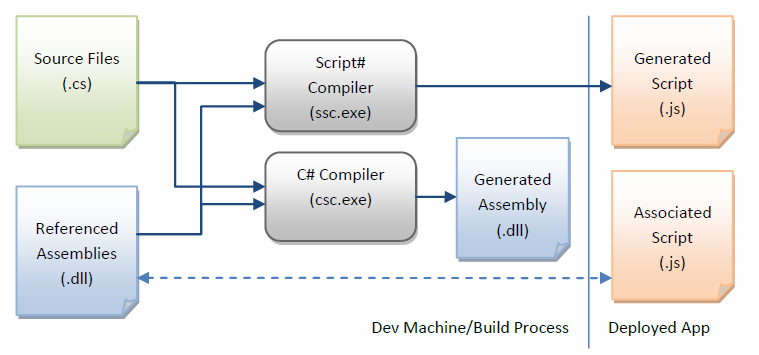 Source Files
(.cs)
Script#
Compiler
(ssc.exe)
Generated
Script
(.js)
C# Compiler
(csc.exe)
Generated
Assembly
(.dll)
Referenced
Assemblies
(.dll)
Associated
Script
(.js)
Dev Machine/Build Process
Deployed App